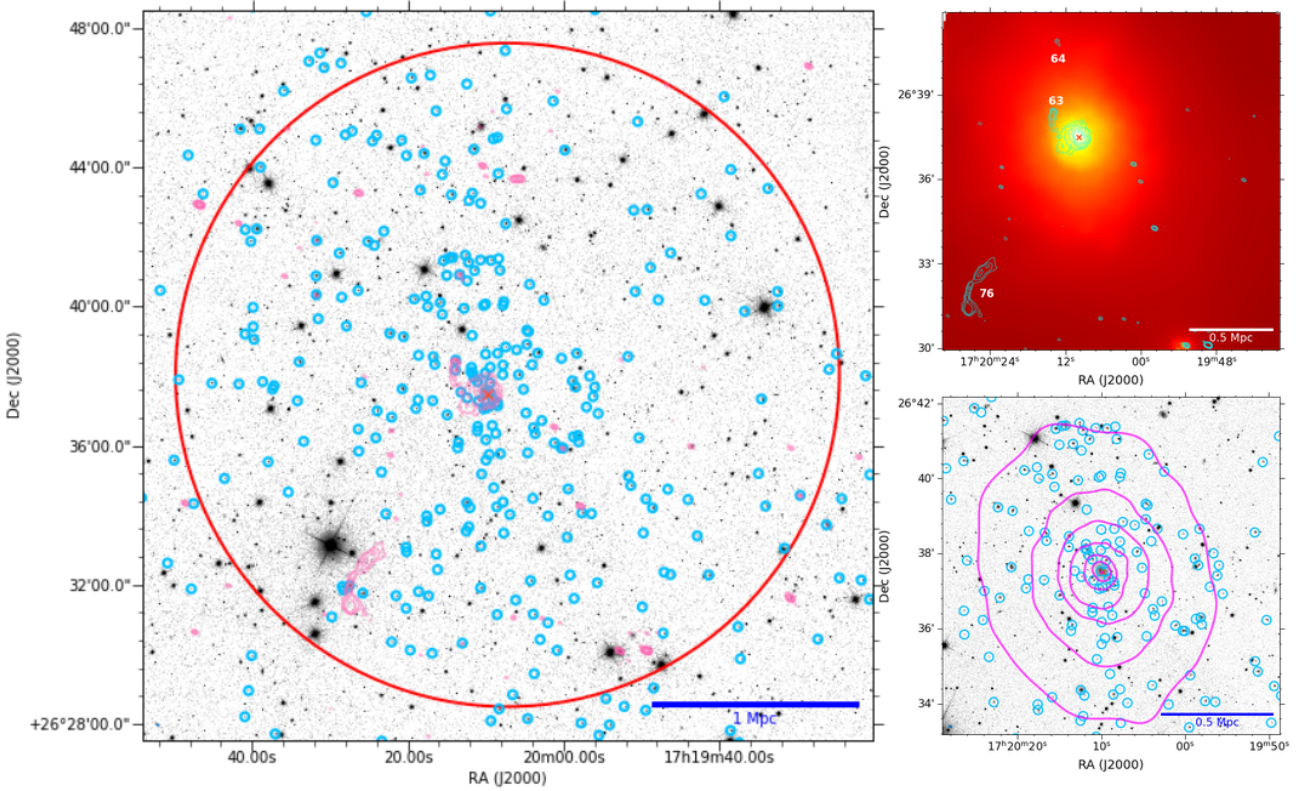 48'00.0"
44'00.0"
40'00.0"
36'00.0"
32'00.0"
+26°28'00.0"
Dec (J2000)
40.00s
20.00s
17h20m00.00s
17h19m40.00s
RA (J2000)
1 Mpc
64
63
76
0.5 Mpc
26°39'
36'
33'
30'
Dec (J2000)
17ʰ20ᵐ24ˢ
12ˢ
00ˢ
19ᵐ48ˢ
RA (J2000)
26°42'
40'
38'
36'
34'
Dec (J2000)
0.5 Mpc
17ʰ20ᵐ20ˢ
10ˢ
00ˢ
19ᵐ50ˢ
RA (J2000)